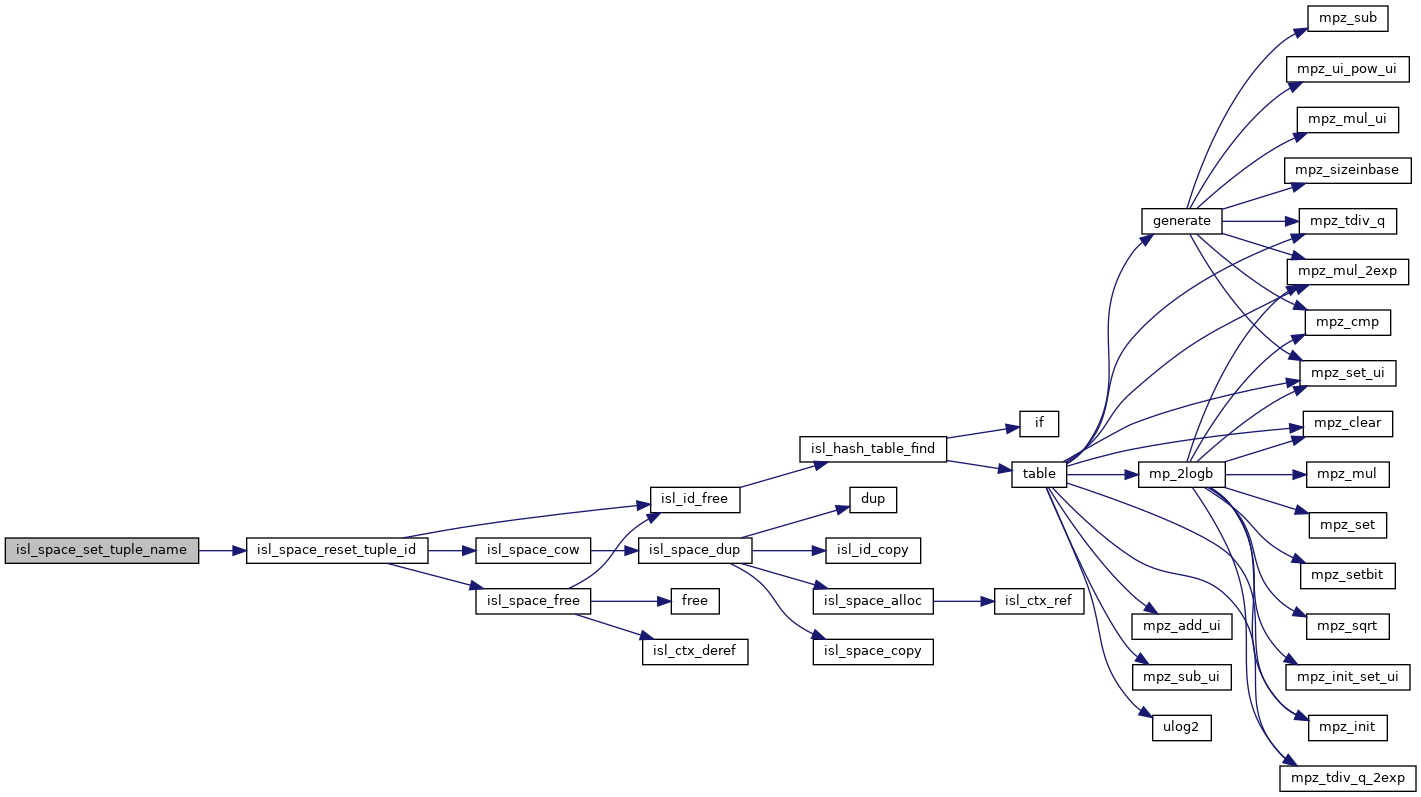 mpz_sub
mpz_ui_pow_ui
mpz_mul_ui
mpz_sizeinbase
generate
mpz_tdiv_q
mpz_mul_2exp
mpz_cmp
mpz_set_ui
if
mpz_clear
isl_hash_table_find
table
mp_2logb
mpz_mul
isl_id_free
dup
mpz_set
isl_space_set_tuple_name
isl_space_reset_tuple_id
isl_space_cow
isl_space_dup
isl_id_copy
mpz_setbit
isl_space_free
free
isl_space_alloc
isl_ctx_ref
mpz_add_ui
mpz_sqrt
isl_ctx_deref
isl_space_copy
mpz_sub_ui
mpz_init_set_ui
ulog2
mpz_init
mpz_tdiv_q_2exp